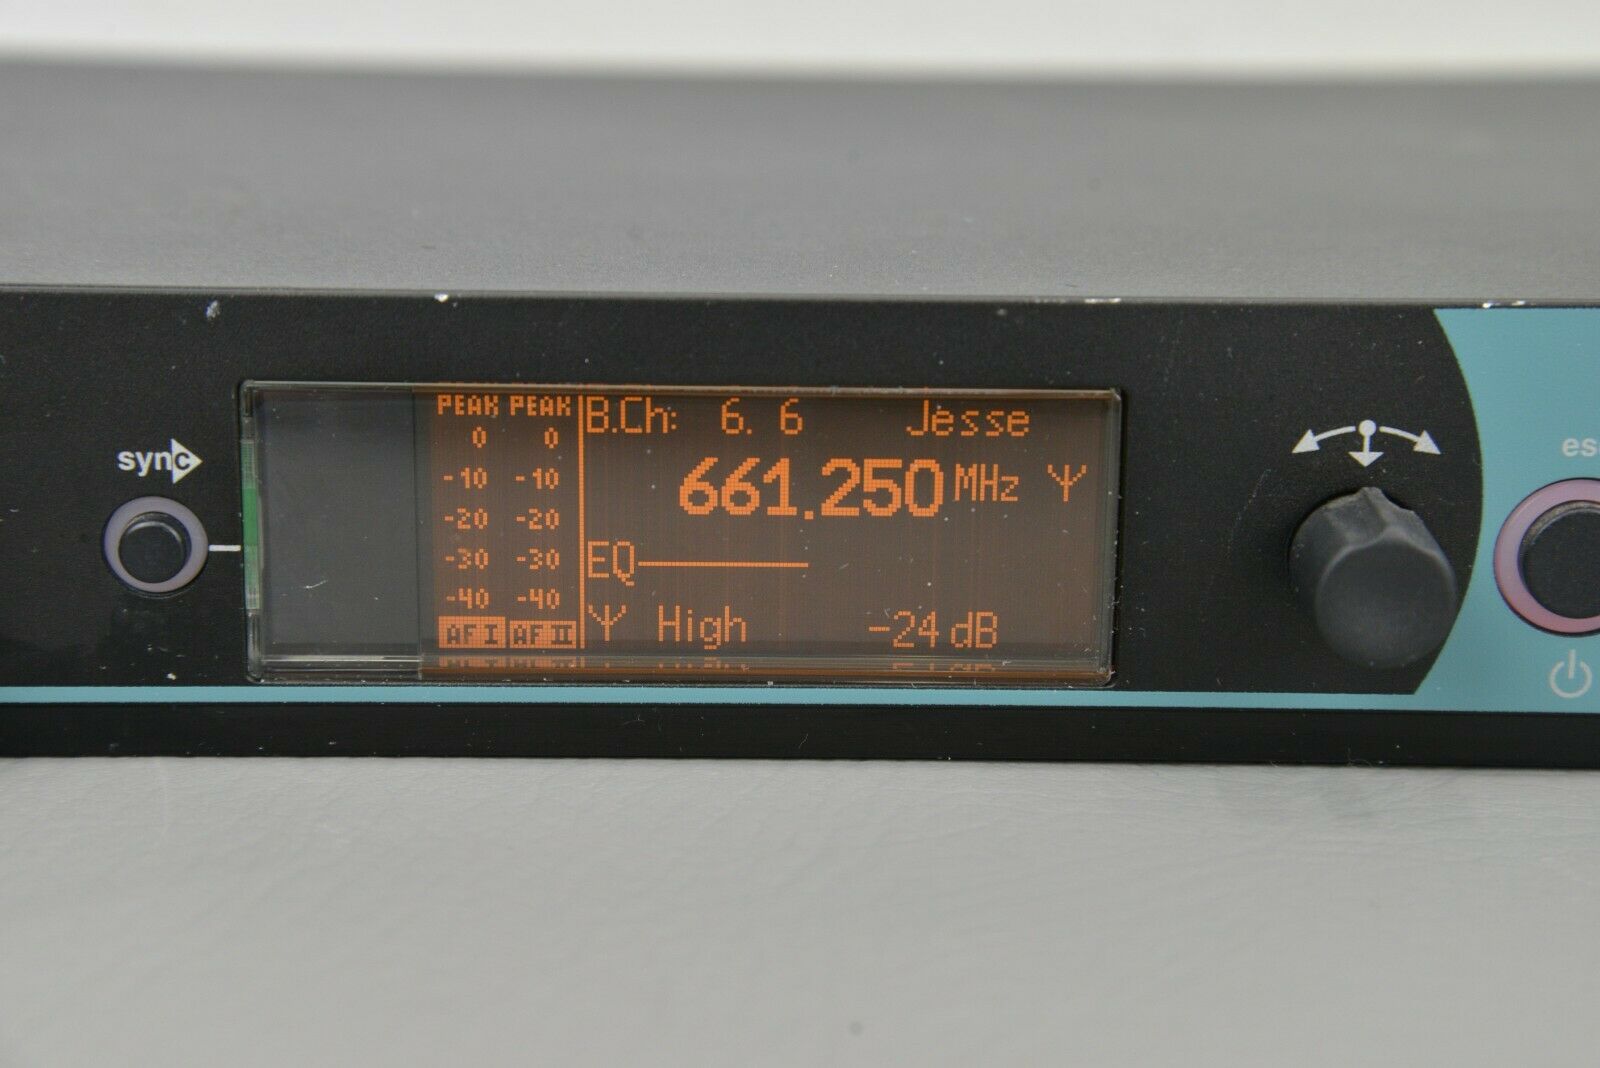 sync
PEAK PEAK
0 0
-10 -10
-20 -20
-30 -30
-40 -40
AF I AF II
B.Ch: 6. 6 Jesse
661.250 MHz
EQ
High -24 dB
es